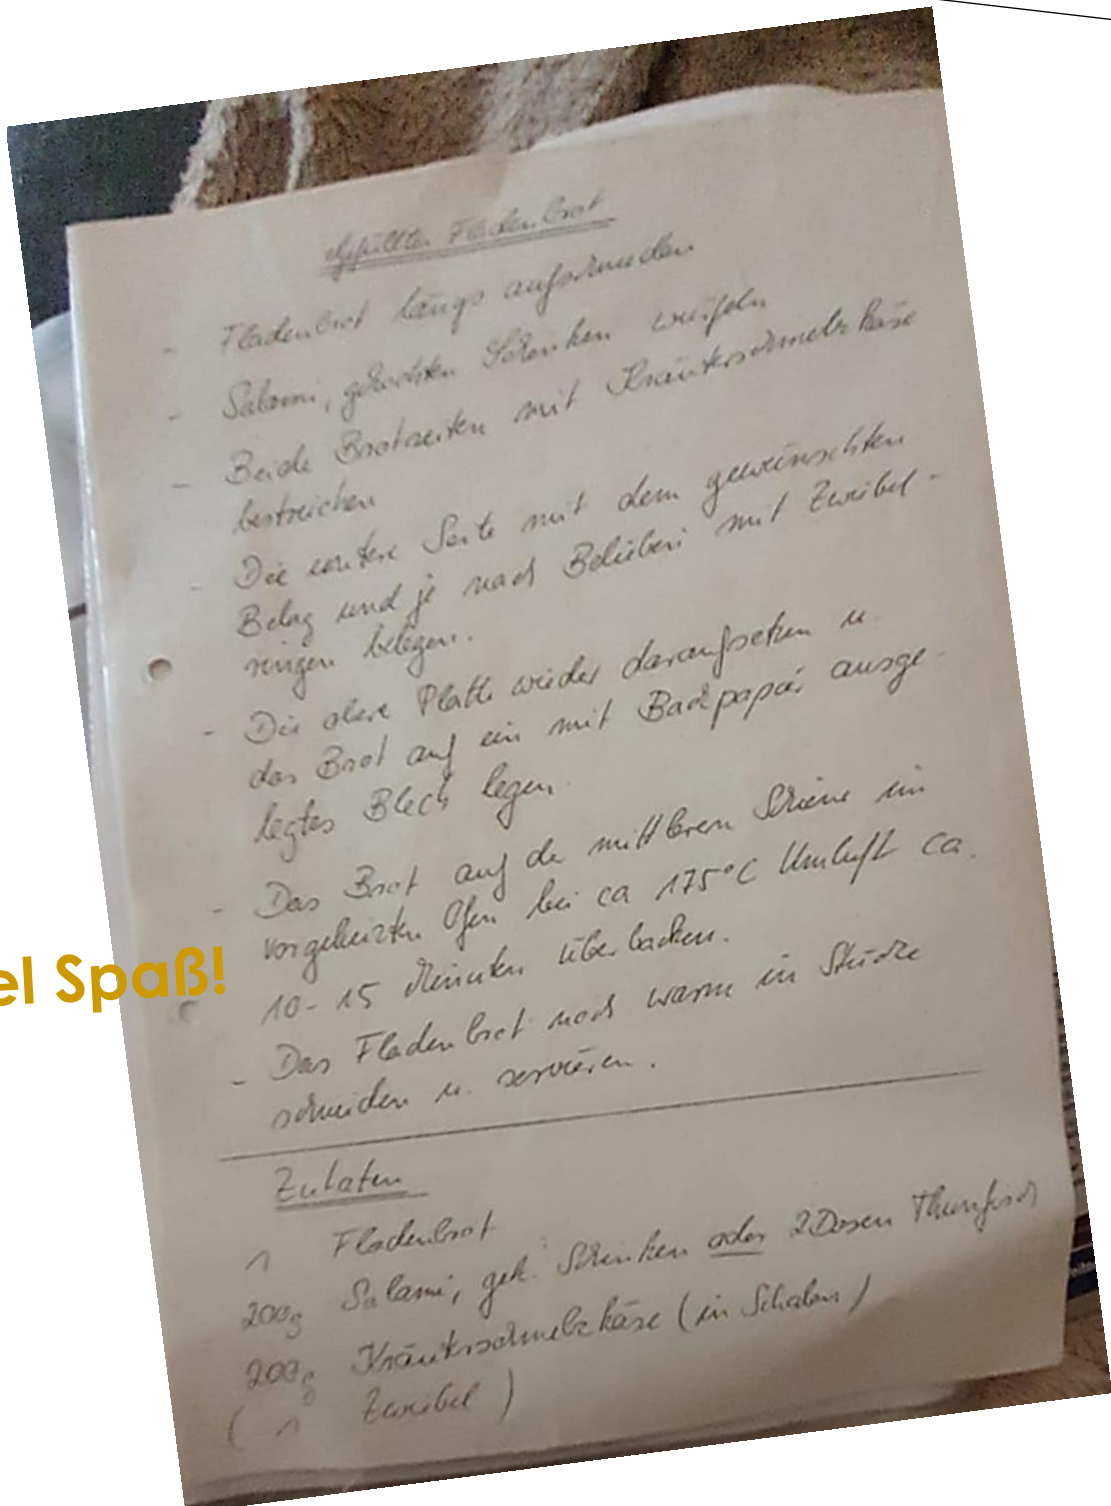 Gefülltes Fladenbrot
- Fladenbrot längs aufschneiden
- Salami, gekochten Schinken würfeln
- Beide Brotseiten mit Kräuterschmelzkäse
bestreichen
- Die untere Seite mit dem gewünschten
Belag und je nach Belieben mit Zwiebel-
ringen belegen.
- Die obere Platte wieder daraufsetzen u.
das Brot auf ein mit Backpapier ausge-
legtes Blech legen.
- Das Brot auf der mittleren Schiene im
vorgeheizten Ofen bei ca 175°C Umluft ca.
10-15 Minuten überbacken.
- Das Fladenbrot noch warm in Stücke
schneiden u. servieren.
el Spaß!
Zutaten
1 Fladenbrot
200g Salami, gek. Schinken oder 2 Dosen Thunfisch
200g Kräuterschmelzkäse (in Schalen)
( 1 Zwiebel )